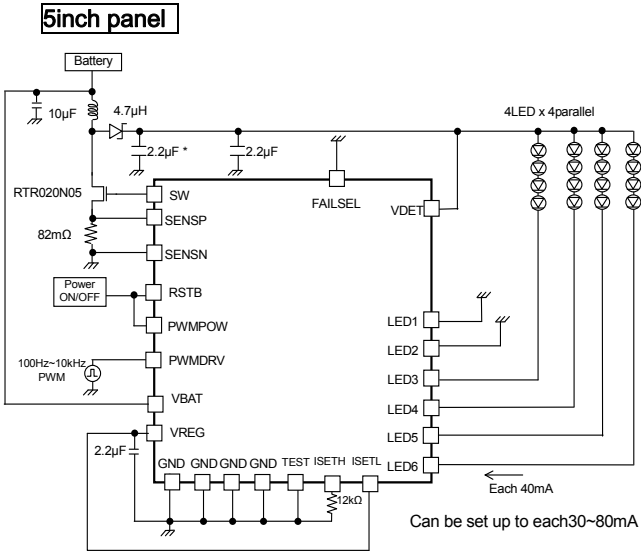 5inch panel
Battery
10µF
4.7µH
4LED x 4parallel
2.2µF *
2.2µF
RTR020N05
SW
FAILSEL
SENSP
VDET
82mΩ
SENSN
Power
ON/OFF
RSTB
PWMPOW
LED1
LED2
100Hz~10kHz
PWM
PWMDRV
LED3
VBAT
LED4
VREG
LED5
2.2µF
GND GND GND GND TEST ISETH ISETL
LED6
12kΩ
Each 40mA
Can be set up to each30~80mA